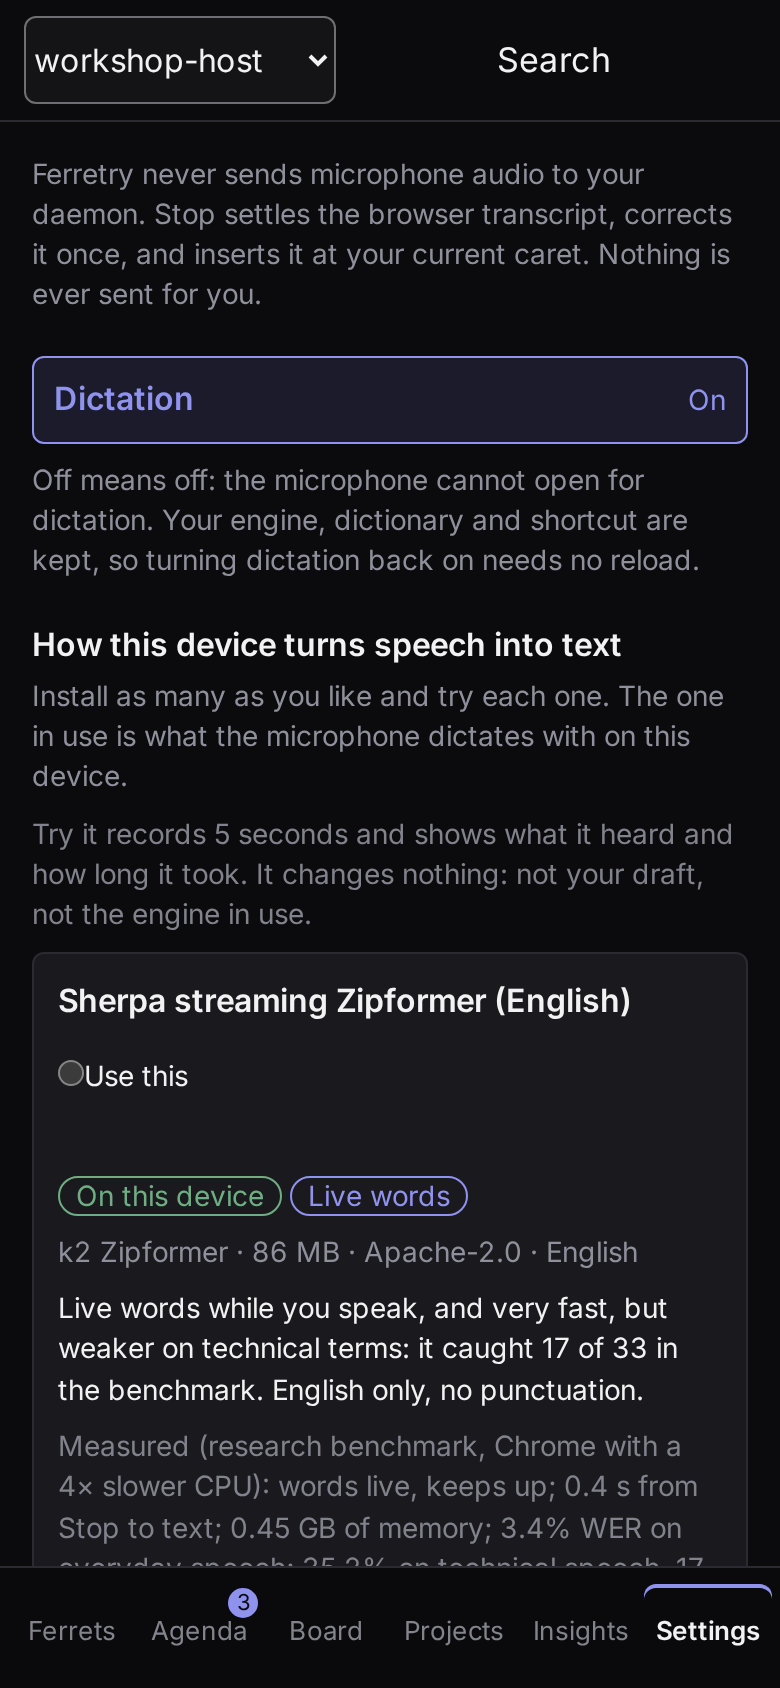 workshop-host
Search
Ferretry never sends microphone audio to your
daemon. Stop settles the browser transcript, corrects
it once, and inserts it at your current caret. Nothing is
ever sent for you.
Dictation
On
Off means off: the microphone cannot open for
dictation. Your engine, dictionary and shortcut are
kept, so turning dictation back on needs no reload.
How this device turns speech into text
Install as many as you like and try each one. The one
in use is what the microphone dictates with on this
device.
Try it records 5 seconds and shows what it heard and
how long it took. It changes nothing: not your draft,
not the engine in use.
Sherpa streaming Zipformer (English)
Use this
On this device
Live words
k2 Zipformer · 86 MB · Apache-2.0 · English
Live words while you speak, and very fast, but
weaker on technical terms: it caught 17 of 33 in
the benchmark. English only, no punctuation.
Measured (research benchmark, Chrome with a
4× slower CPU): words live, keeps up; 0.4 s from
Stop to text; 0.45 GB of memory; 3.4% WER on
everyday speech; 35.2% on technical speech, 17
Ferrets
Agenda
3
Board
Projects
Insights
Settings